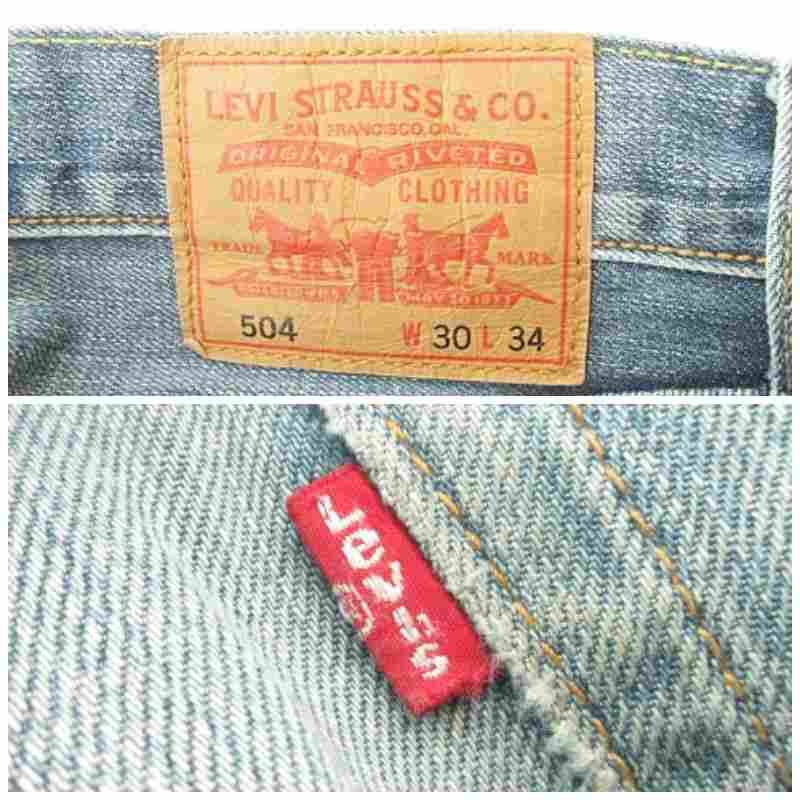 LEVI STRAUSS & CO.
SAN FRANCISCO, CAL.
ORIGINAL RIVETED
QUALITY CLOTHING
TRADE MARK
504 W 30 L 34
Levi's
®